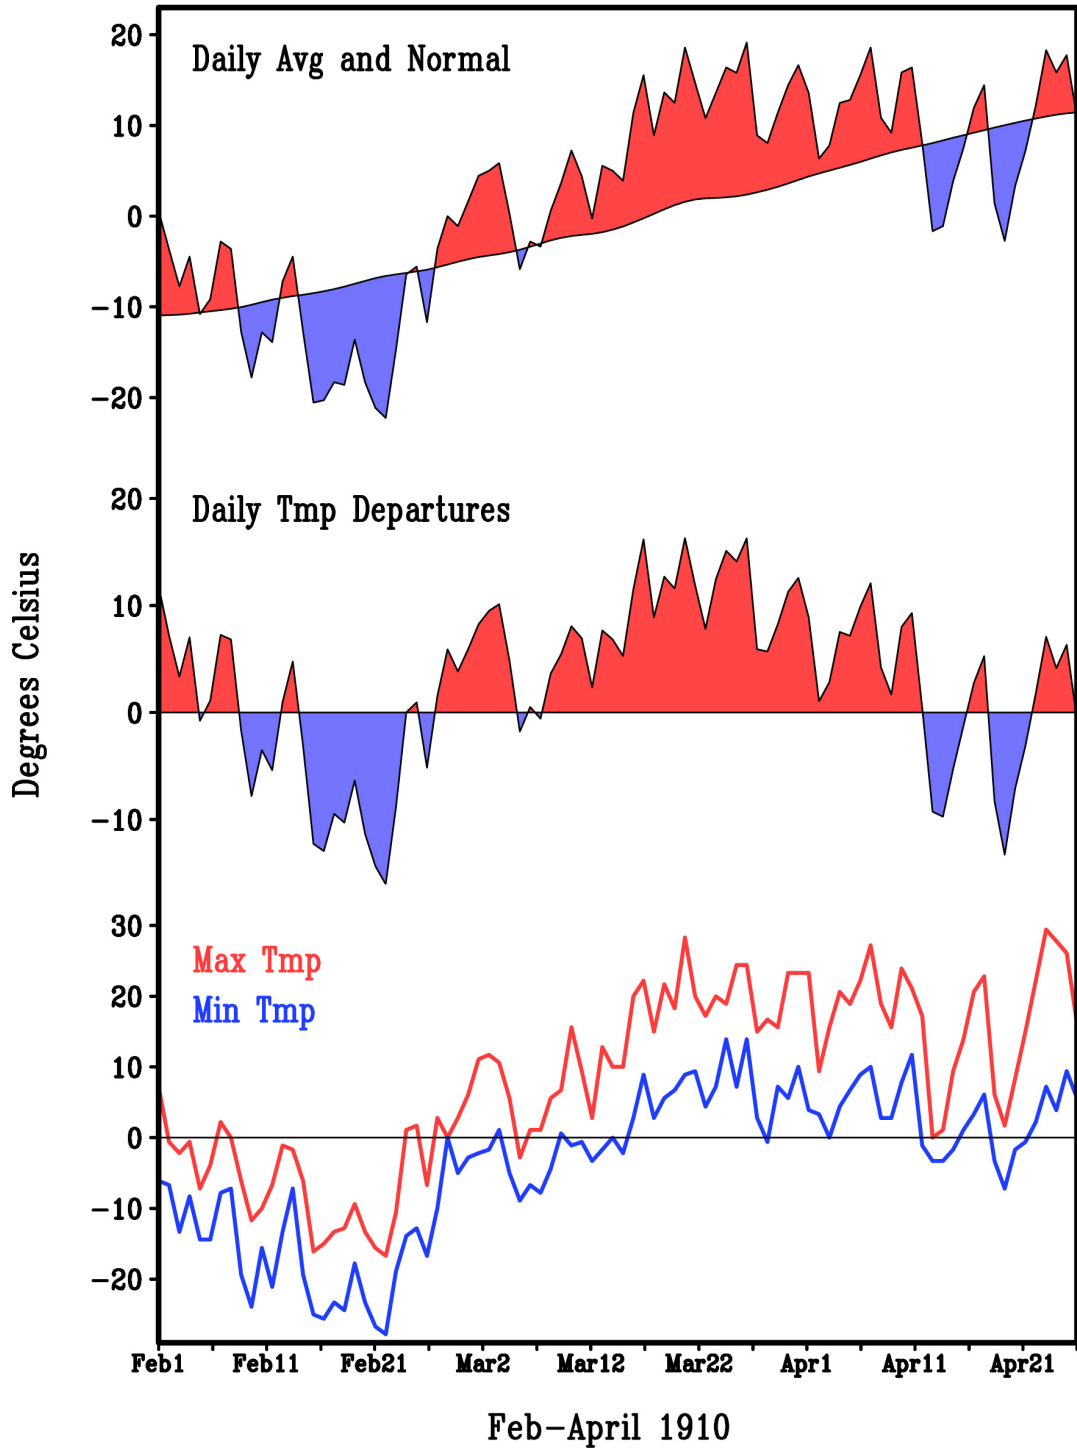 Daily Avg and Normal
20
10
0
−10
−20
Daily Tmp Departures
20
10
0
−10
Degrees Celsius
Max Tmp
Min Tmp
30
20
10
0
−10
−20
Feb1 Feb11 Feb21 Mar2 Mar12 Mar22 Apr1 Apr11 Apr21
Feb−April 1910